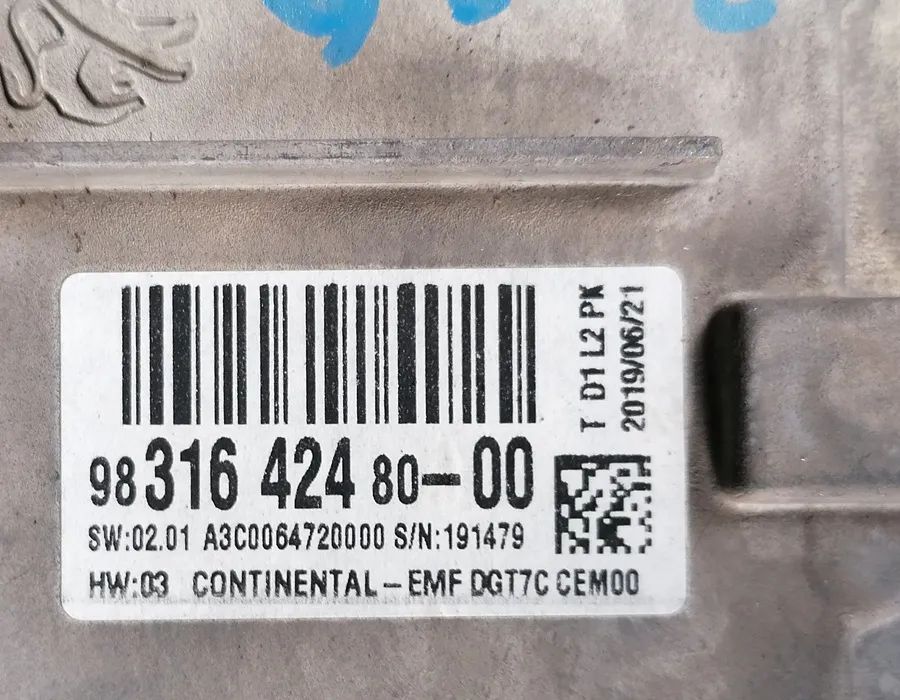 T D1 L2 PK
2019/06/21
98 316 424 80-00
SW:02.01 A3C0064720000 S/N:191479
HW:03 CONTINENTAL-EMF DGT7C CEM00